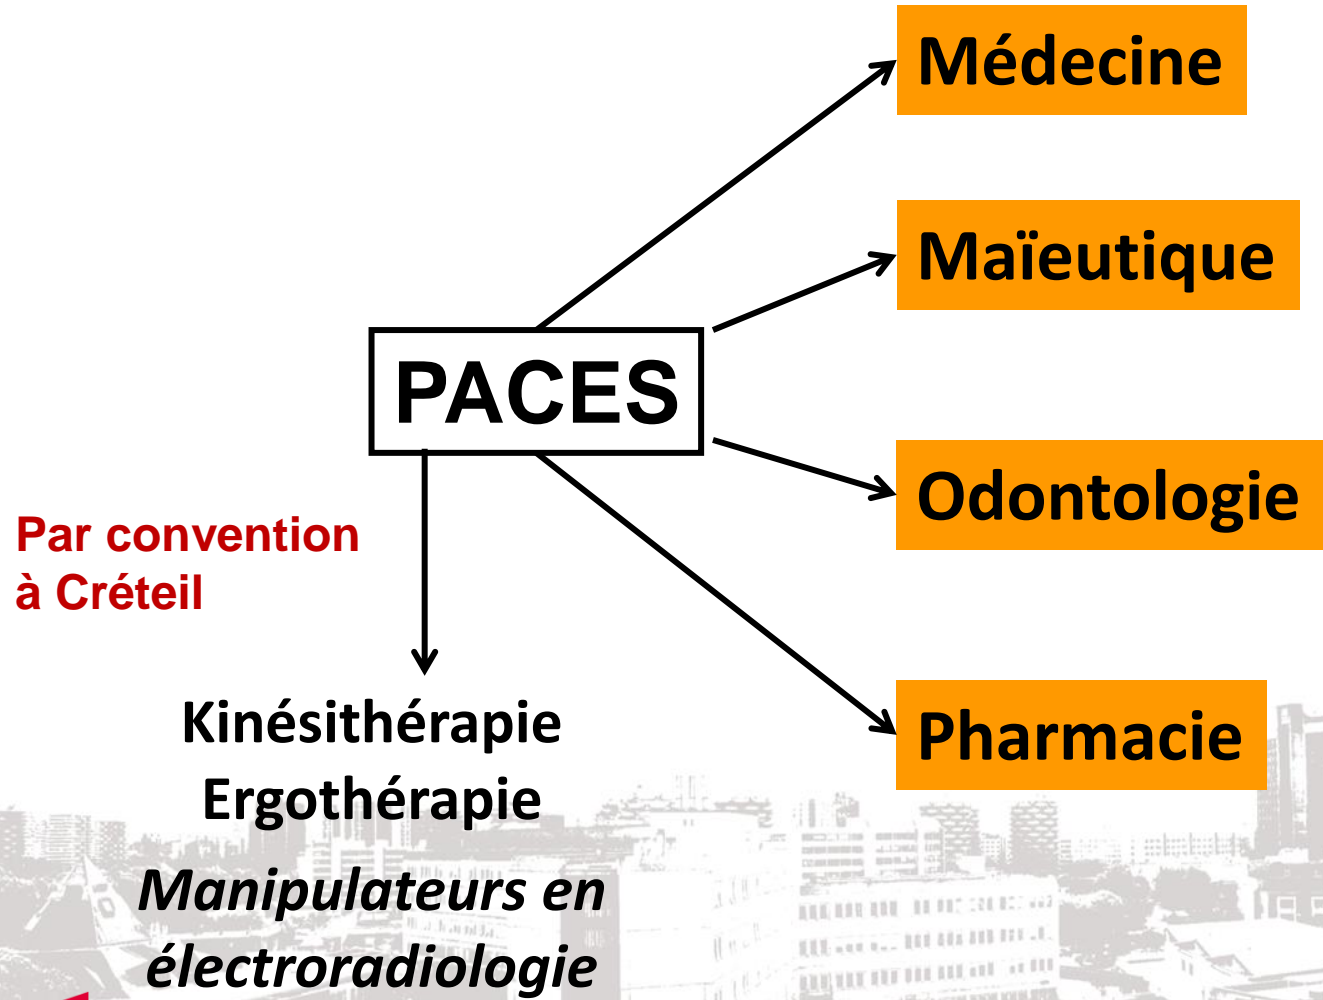 Médecine
Maïeutique
PACES
Odontologie
Par convention
à Créteil
Pharmacie
Kinésithérapie
Ergothérapie
Manipulateurs en
électroradiologie